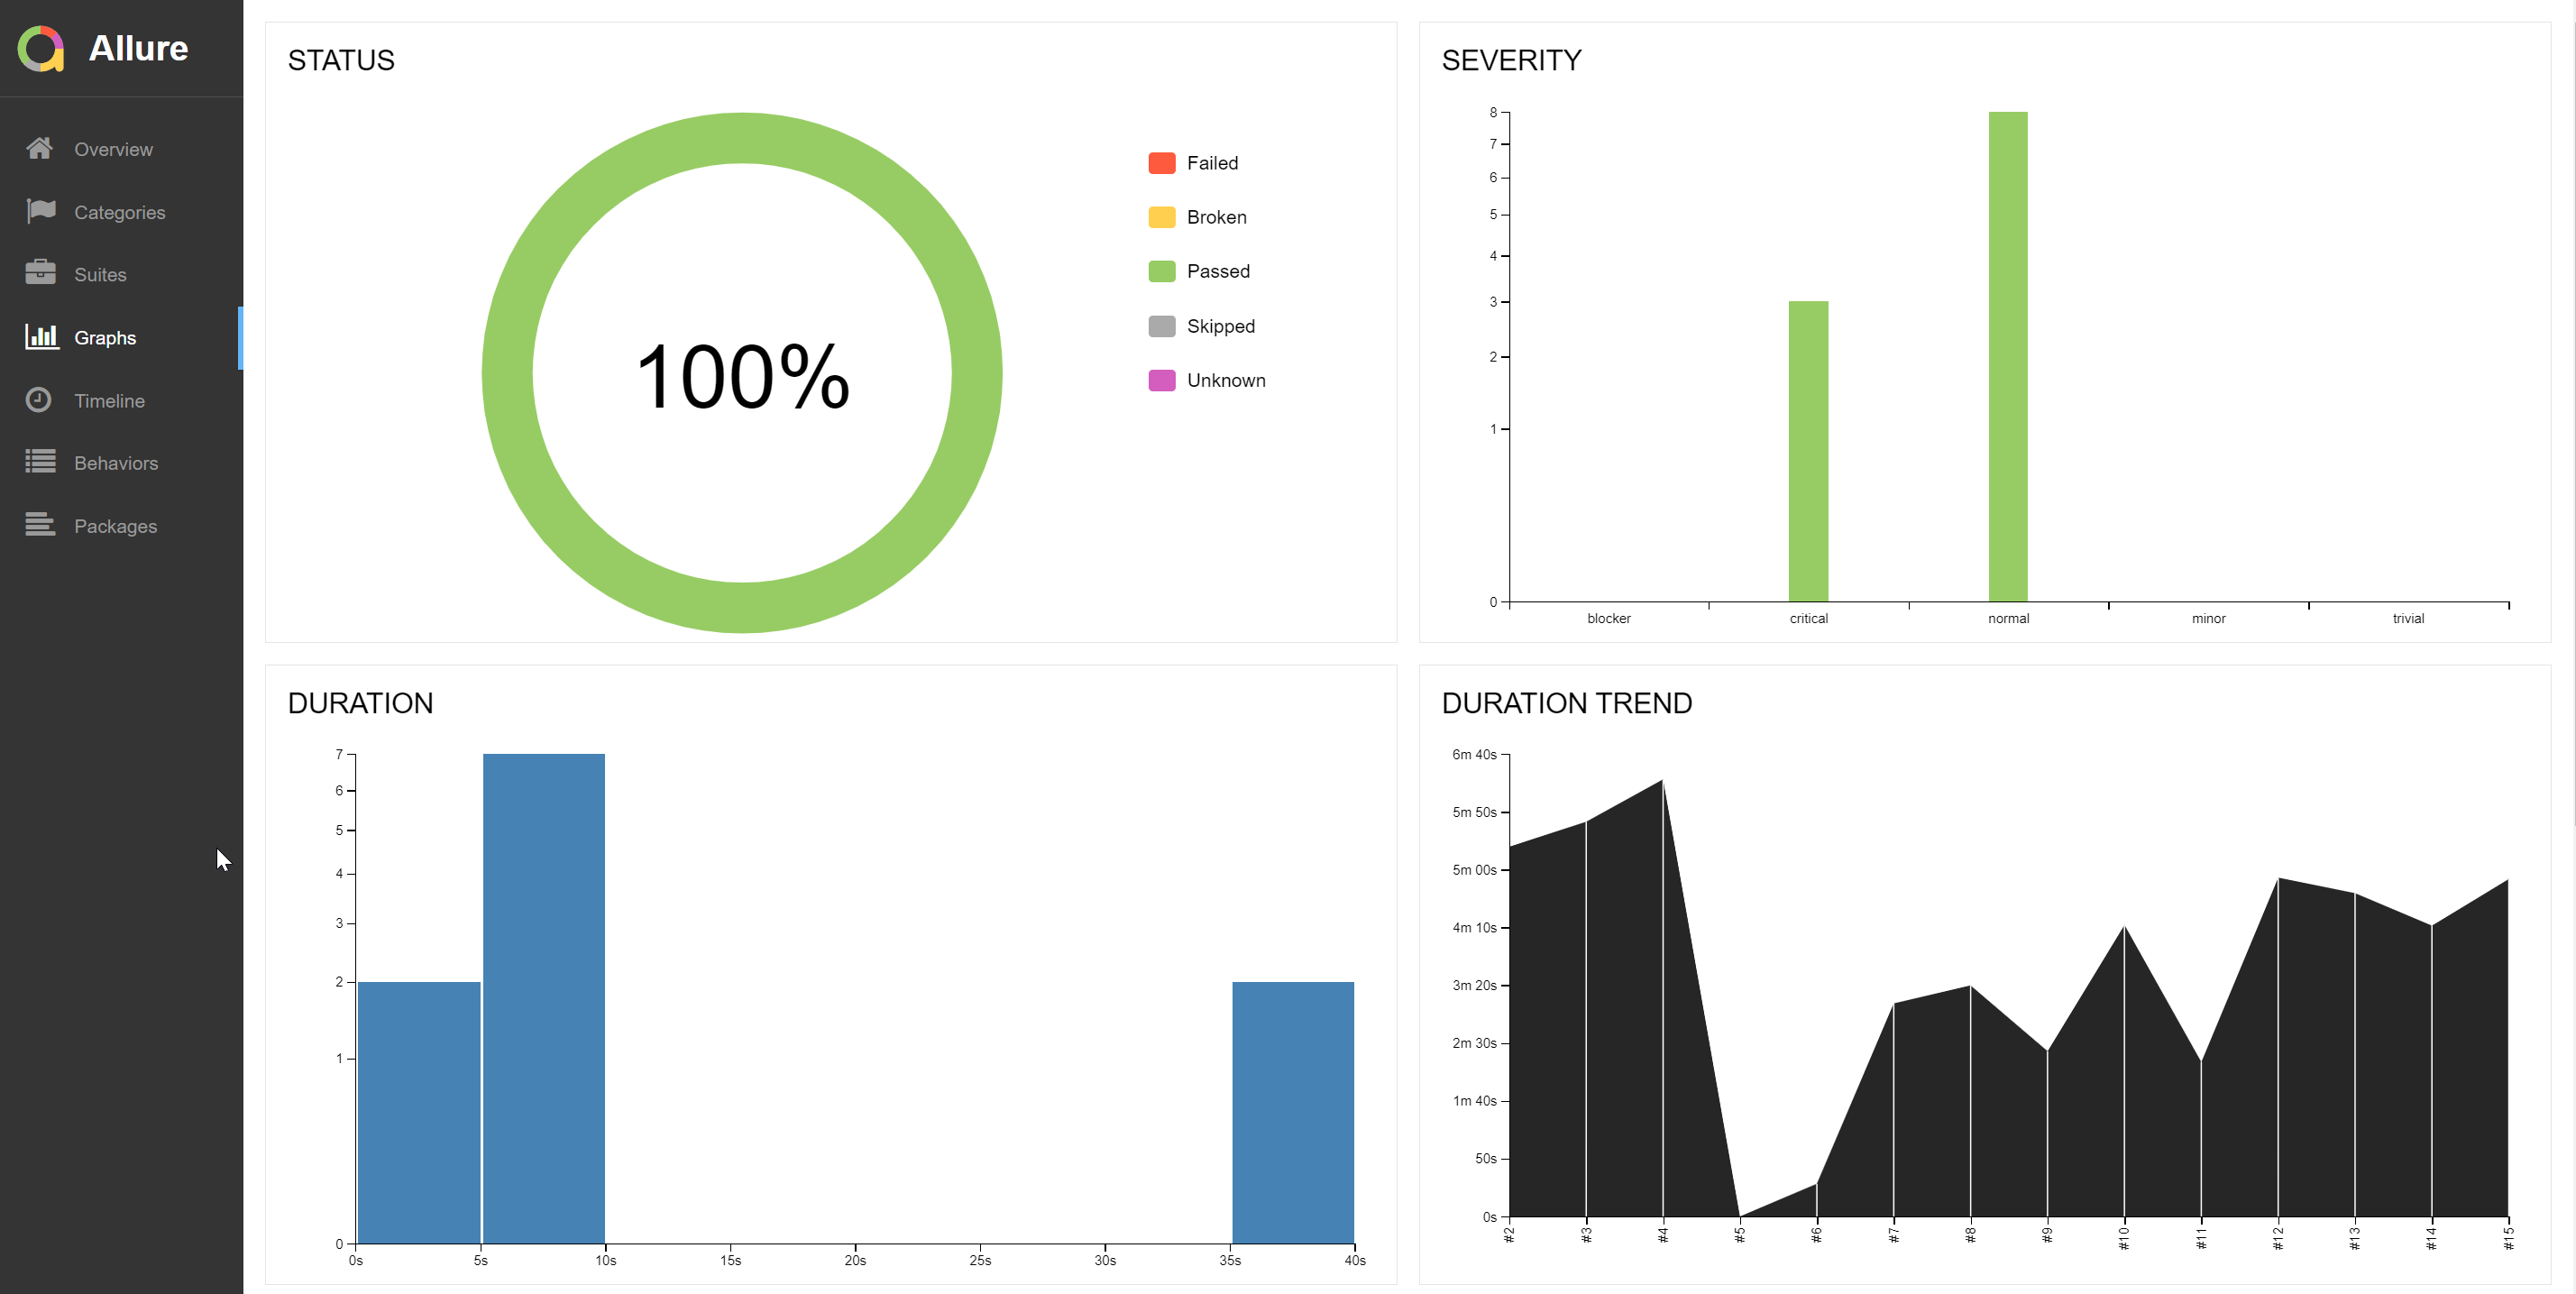 Allure
Overview
Categories
Suites
Graphs
Timeline
Behaviors
Packages
STATUS
100%
Failed
Broken
Passed
Skipped
Unknown
SEVERITY
8
7
6
5
4
3
2
1
0
blocker critical normal minor trivial
DURATION
7
6
5
4
3
2
1
0
0s 5s 10s 15s 20s 25s 30s 35s 40s
DURATION TREND
6m 40s
5m 50s
5m 00s
4m 10s
3m 20s
2m 30s
1m 40s
50s
0s
#2 #3 #4 #5 #6 #7 #8 #9 #10 #11 #12 #13 #14 #15